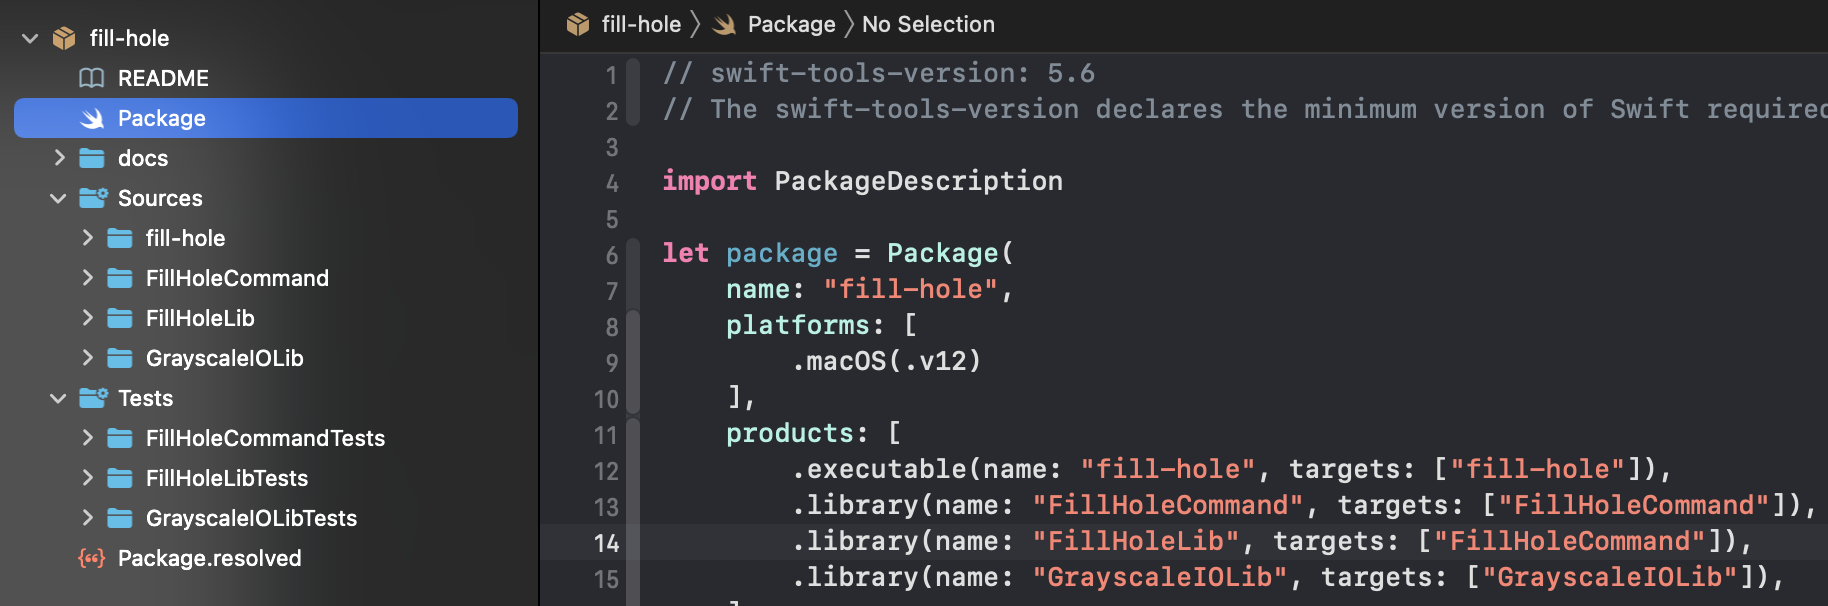 fill-hole
README
Package
docs
Sources
fill-hole
FillHoleCommand
FillHoleLib
GrayscaleIOLib
Tests
FillHoleCommandTests
FillHoleLibTests
GrayscaleIOLibTests
Package.resolved
fill-hole 〉 Package 〉 No Selection
1 // swift-tools-version: 5.6
2 // The swift-tools-version declares the minimum version of Swift required
3
4 import PackageDescription
5
6 let package = Package(
7     name: "fill-hole",
8     platforms: [
9         .macOS(.v12)
10     ],
11     products: [
12         .executable(name: "fill-hole", targets: ["fill-hole"]),
13         .library(name: "FillHoleCommand", targets: ["FillHoleCommand"]),
14         .library(name: "FillHoleLib", targets: ["FillHoleCommand"]),
15         .library(name: "GrayscaleIOLib", targets: ["GrayscaleIOLib"]),